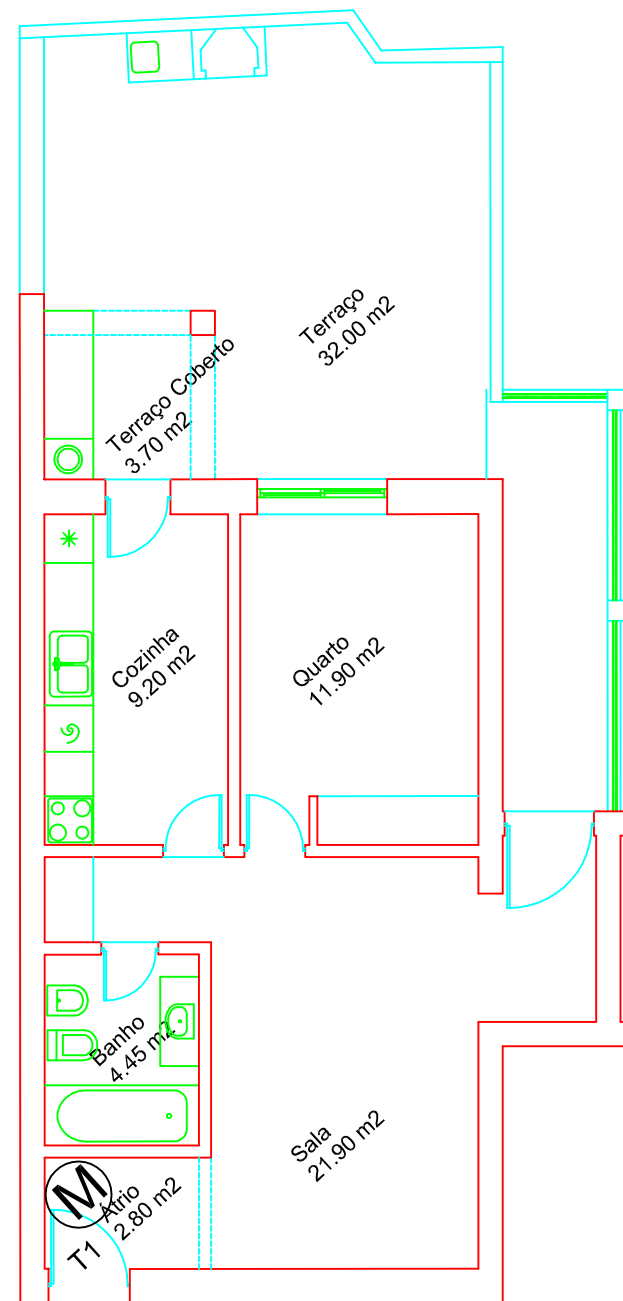 Terraço
32.00 m2
Terraço Coberto
3.70 m2
Cozinha
9.20 m2
Quarto
11.90 m2
Banho
4.45 m2
Sala
21.90 m2
M
Átrio
2.80 m2
T1